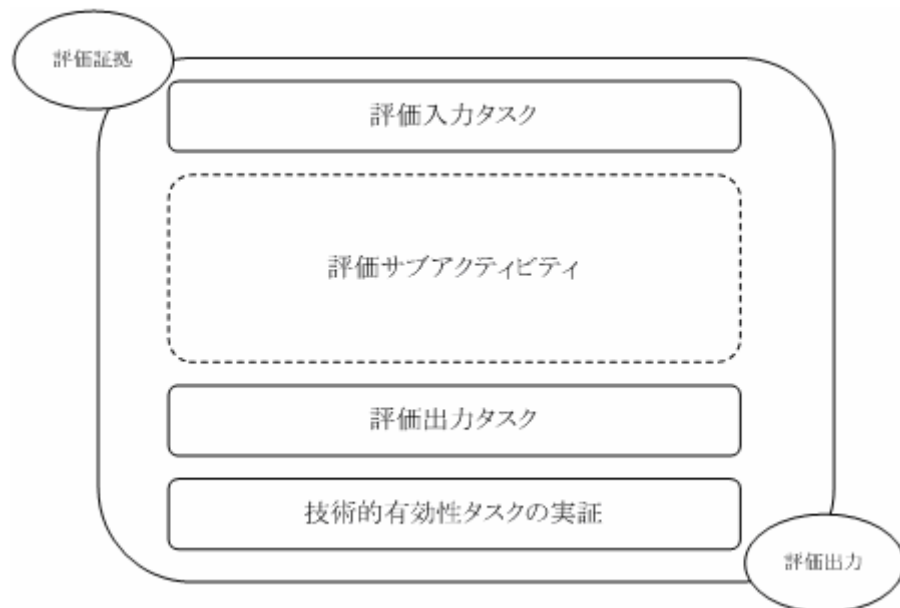 評価証拠
評価入力タスク
評価サブアクティビティ
評価出力タスク
技術的有効性タスクの実証
評価出力